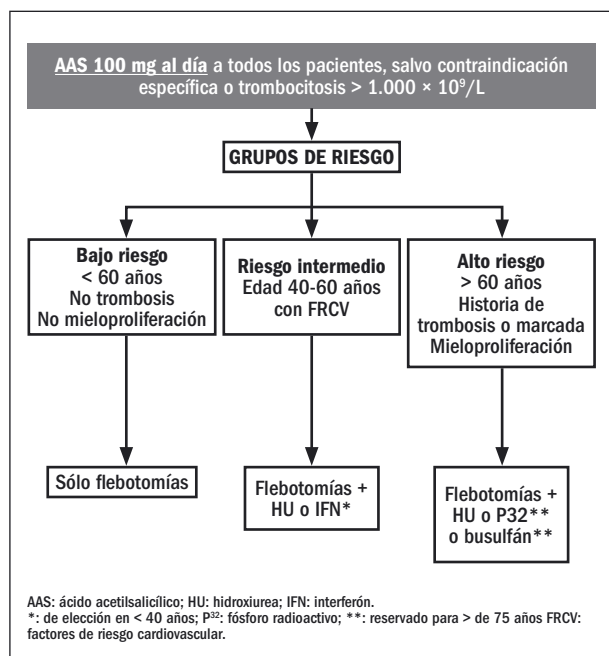 AAS 100 mg al día a todos los pacientes, salvo contraindicación
específica o trombocitosis > 1.000 × 10⁹/L
GRUPOS DE RIESGO
Bajo riesgo
< 60 años
No trombosis
No mieloproliferación
Riesgo intermedio
Edad 40-60 años
con FRCV
Alto riesgo
> 60 años
Historia de
trombosis o marcada
Mieloproliferación
Sólo flebotomías
Flebotomías +
HU o IFN*
Flebotomías +
HU o P32**
o busulfán**
AAS: ácido acetilsalicílico; HU: hidroxiurea; IFN: interferón.
*: de elección en < 40 años; P³²: fósforo radioactivo; **: reservado para > de 75 años FRCV:
factores de riesgo cardiovascular.